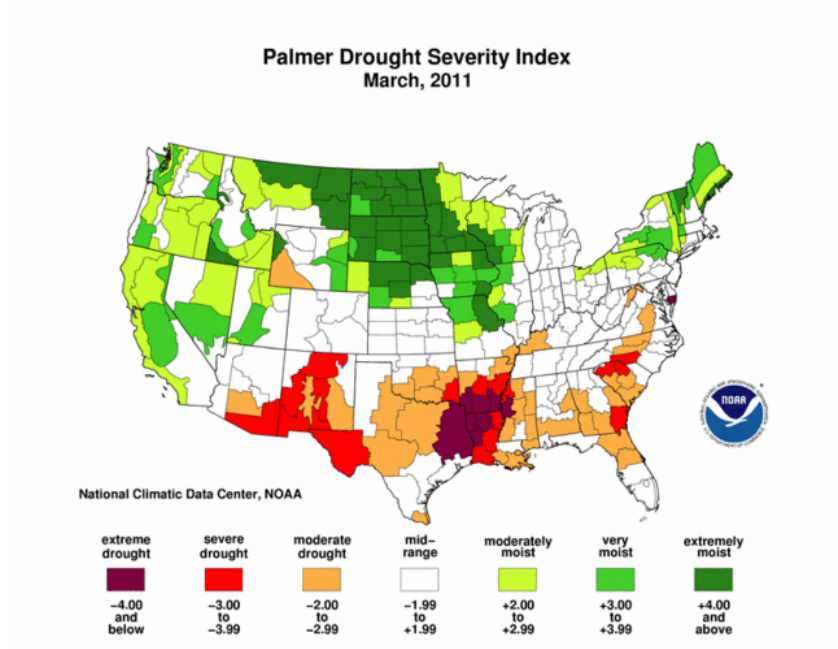 Palmer Drought Severity Index
March, 2011
NOAA
National Climatic Data Center, NOAA
extreme drought
severe drought
moderate drought
mid-range
moderately moist
very moist
extremely moist
-4.00 and below
-3.00 to -3.99
-2.00 to -2.99
-1.99 to +1.99
+2.00 to +2.99
+3.00 to +3.99
+4.00 and above